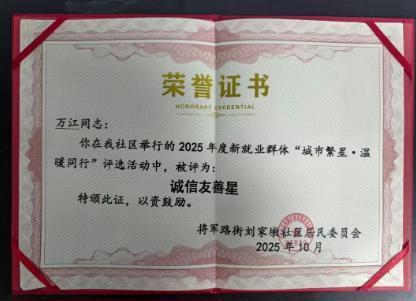 荣誉证书
HONORARY CREDENTIAL
万江同志：
你在我社区举行的2025年度新就业群体“城市繁星·温
暖同行”评选活动中，被评为：
诚信友善星
特颁此证，以资鼓励。
将军路街刘家墩社区居民委员会
2025年10月